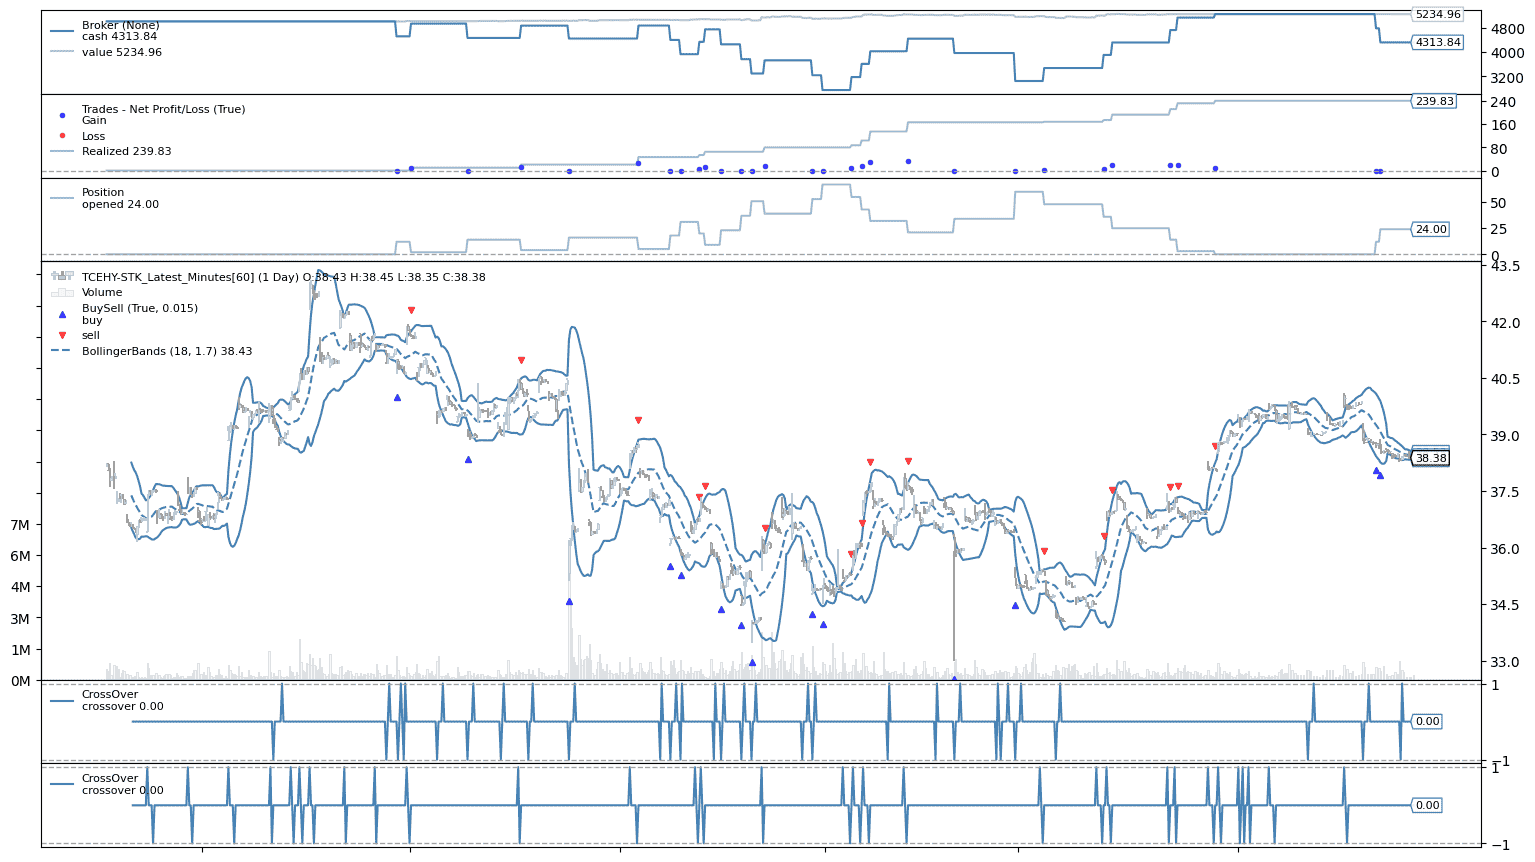 Broker (None)
cash 4313.84
value 5234.96
5234.96
4800
4313.84
4000
3200
Trades - Net Profit/Loss (True)
Gain
Loss
Realized 239.83
239.83
240
160
80
0
Position
opened 24.00
50
25
24.00
0
TCEHY-STK_Latest_Minutes[60] (1 Day) O:38.43 H:38.45 L:38.35 C:38.38
Volume
BuySell (True, 0.015)
buy
sell
BollingerBands (18, 1.7) 38.43
43.5
42.0
40.5
39.0
38.38
37.5
36.0
34.5
33.0
7M
6M
4M
3M
1M
0M
CrossOver
crossover 0.00
1
0.00
−1
CrossOver
crossover 0.00
1
0.00
−1